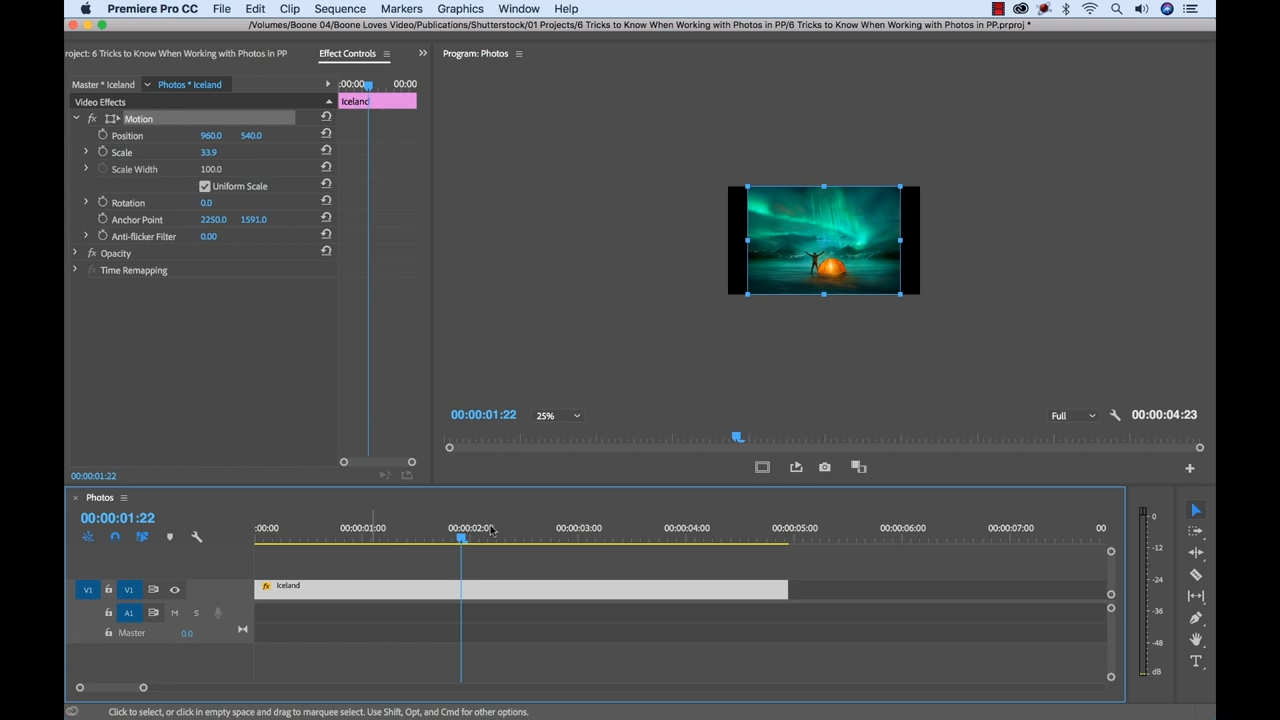 Premiere Pro CC File Edit Clip Sequence Markers Graphics Window Help
/Volumes/Boone 04/Boone Loves Video/Publications/Shutterstock/01 Projects/6 Tricks to Know When Working with Photos in PP/6 Tricks to Know When Working with Photos in PP.prproj *
roject: 6 Tricks to Know When Working with Photos in PP Effect Controls Program: Photos
Master * Iceland Photos * Iceland :00:00 00:00
Video Effects Iceland
fx Motion
Position 960.0 540.0
Scale 33.9
Scale Width 100.0
Uniform Scale
Rotation 0.0
Anchor Point 2250.0 1591.0
Anti-flicker Filter 0.00
fx Opacity
fx Time Remapping
00:00:01:22 25% Full 00:00:04:23
00:00:01:22
Photos
00:00:01:22
:00:00 00:00:01:00 00:00:02:00 00:00:03:00 00:00:04:00 00:00:05:00 00:00:06:00 00:00:07:00 00
V1 V1 fx Iceland
A1 M S
Master 0.0
0
-12
-24
-36
-48
dB
T
Click to select, or click in empty space and drag to marquee select. Use Shift, Opt, and Cmd for other options.